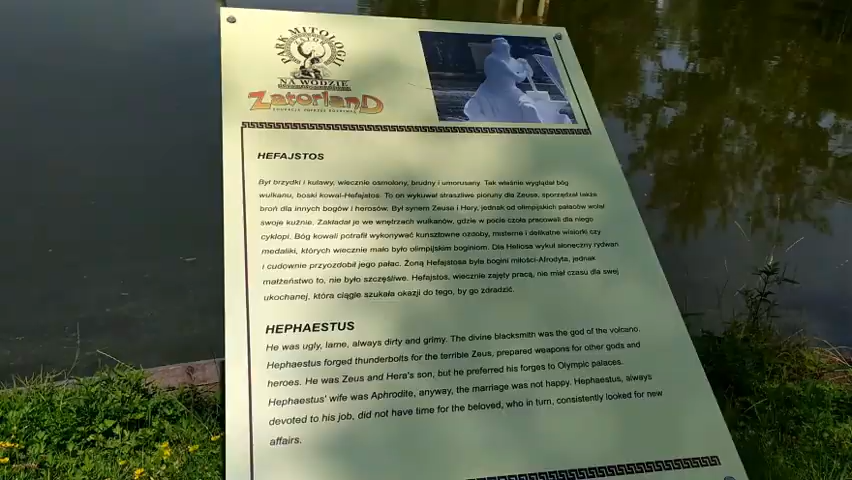 PARK MITOLOGII
ZATOR
NA WODZIE
ZatorlanD
HEFAJSTOS
Był brzydki i kulawy, wiecznie osmolony, brudny i umorusany. Tak właśnie wyglądał bóg
wulkanu, boski kowal-Hefajstos. To on wykuwał straszliwe pioruny dla Zeusa, sporządzał także
broń dla innych bogów i herosów. Był synem Zeusa i Hery, jednak od olimpijskich pałaców wolał
swoje kuźnie. Zakładał je we wnętrzach wulkanów, gdzie w pocie czoła pracowali dla niego
cyklopi. Bóg kowali potrafił wykonywać kunsztowne ozdoby, misterne i delikatne wisiorki czy
medaliki, których wiecznie mało było olimpijskim boginiom. Dla Heliosa wykuł słoneczny rydwan
i cudownie przyozdobił jego pałac. Żoną Hefajstosa była bogini miłości-Afrodyta, jednak
małżeństwo to, nie było szczęśliwe. Hefajstos, wiecznie zajęty pracą, nie miał czasu dla swej
ukochanej, która ciągle szukała okazji do tego, by go zdradzić.
HEPHAESTUS
He was ugly, lame, always dirty and grimy. The divine blacksmith was the god of the volcano.
Hephaestus forged thunderbolts for the terrible Zeus, prepared weapons for other gods and
heroes. He was Zeus and Hera's son, but he preferred his forges to Olympic palaces.
Hephaestus' wife was Aphrodite, anyway, the marriage was not happy. Hephaestus, always
devoted to his job, did not have time for the beloved, who in turn, consistently looked for new
affairs.